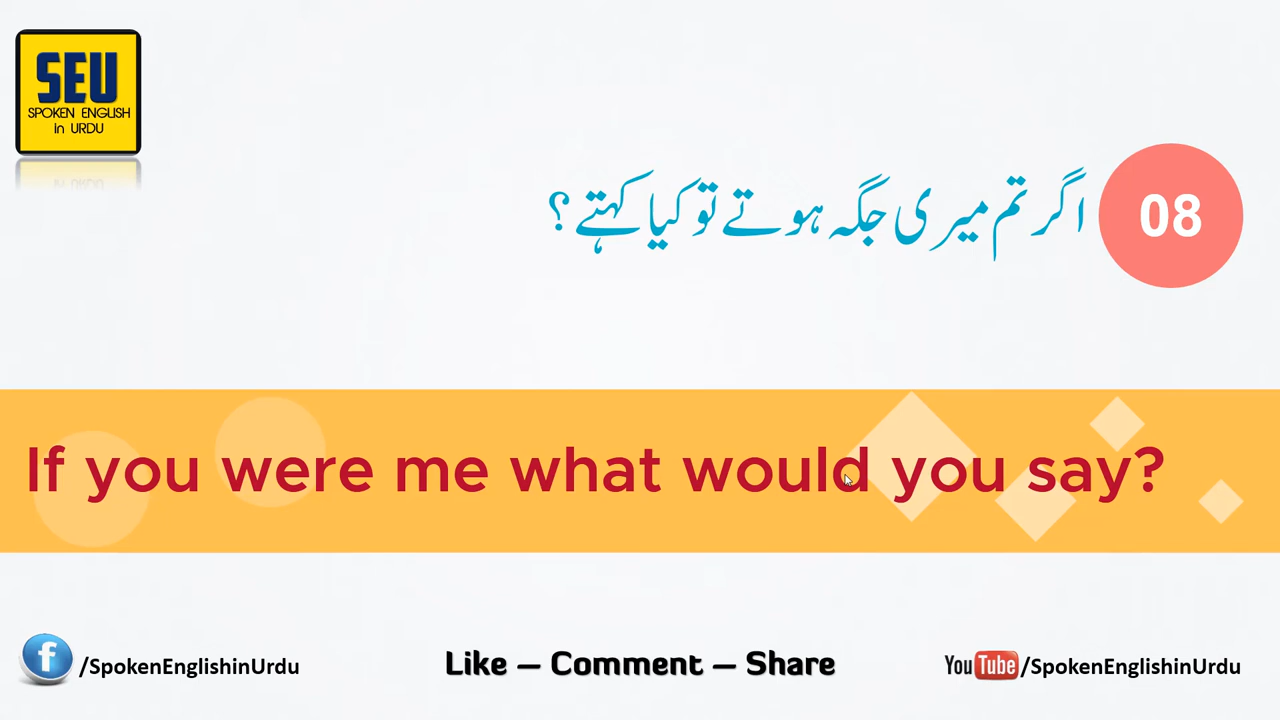 SEU
SPOKEN ENGLISH
in URDU
08
اگر تم میری جگہ ہوتے تو کیا کہتے؟
If you were me what would you say?
f /SpokenEnglishinUrdu
Like – Comment – Share
YouTube /SpokenEnglishinUrdu